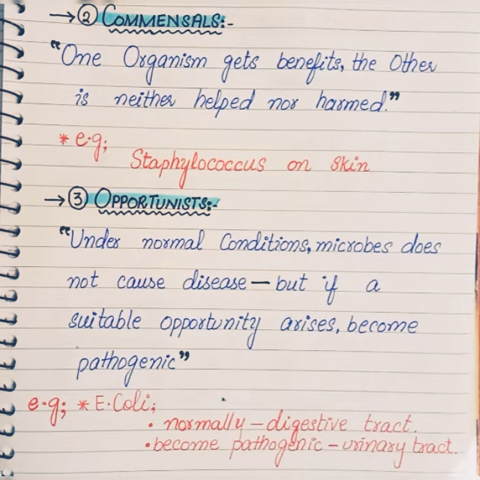 → ② COMMENSALS:-
"One Organism gets benefits, the Other
is neither helped nor harmed."
* e.g;
Staphylococcus on skin
→ ③ OPPORTUNISTS:-
"Under normal Conditions, microbes does
not cause disease — but if a
suitable opportunity arises, become
pathogenic"
e.g; * E.Coli;
• normally – digestive tract.
• become pathogenic – urinary tract.